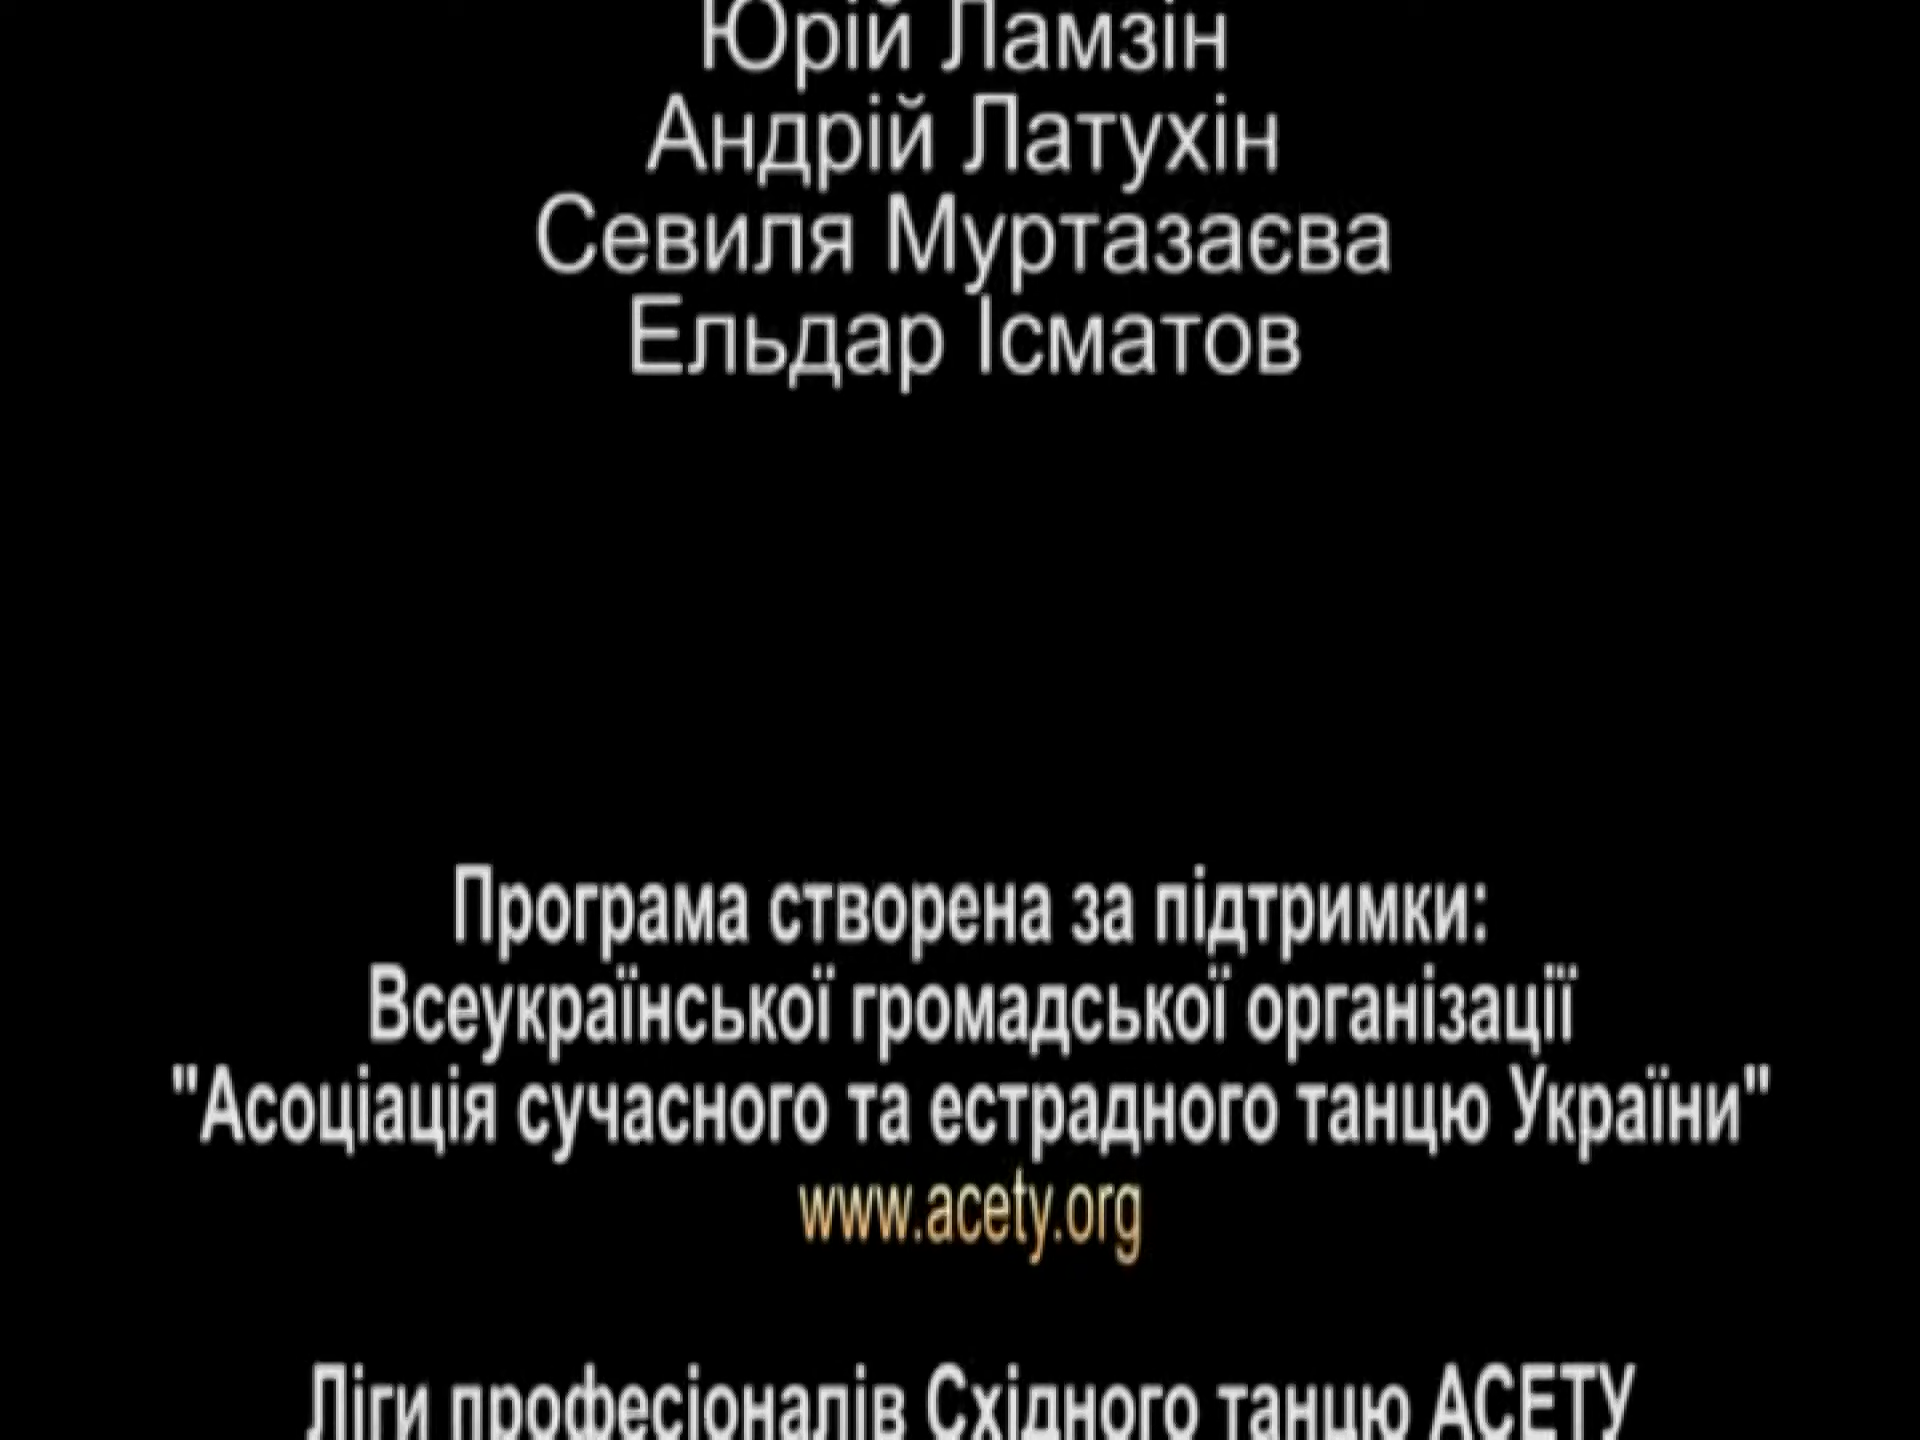 Юрій Ламзін
Андрій Латухін
Севиля Муртазаєва
Ельдар Ісматов
Програма створена за підтримки:
Всеукраїнської громадської організації
"Асоціація сучасного та естрадного танцю України"
www.acety.org
Ліги професіоналів Східного танцю АСЕТУ